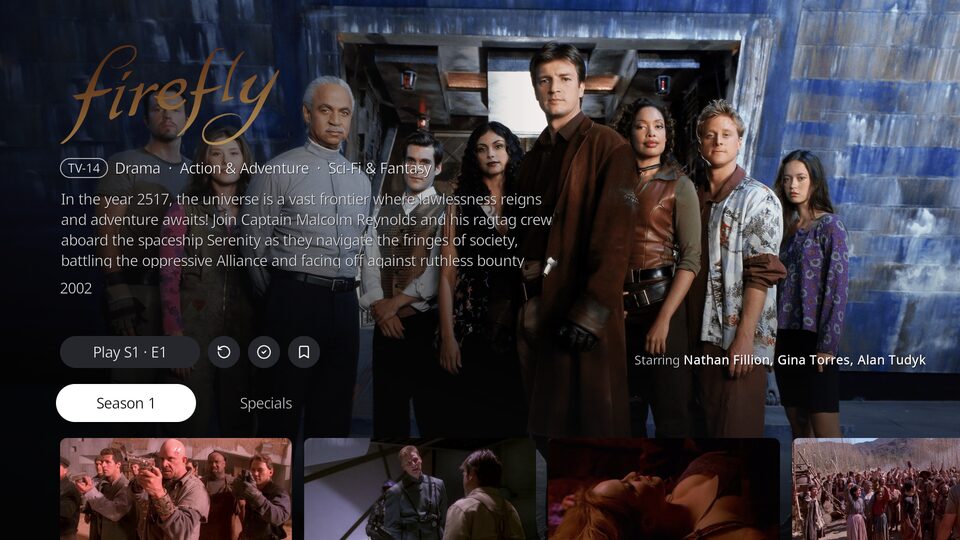 firefly
TV-14 Drama · Action & Adventure · Sci-Fi & Fantasy
In the year 2517, the universe is a vast frontier where lawlessness reigns
and adventure awaits! Join Captain Malcolm Reynolds and his ragtag crew
aboard the spaceship Serenity as they navigate the fringes of society,
battling the oppressive Alliance and facing off against ruthless bounty
2002
Play S1 · E1
Starring Nathan Fillion, Gina Torres, Alan Tudyk
Season 1 Specials